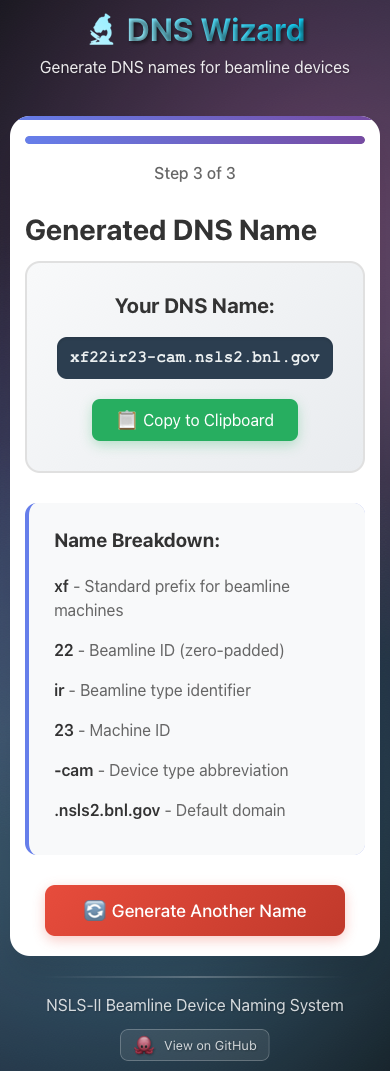 🔬 DNS Wizard
Generate DNS names for beamline devices
Step 3 of 3
Generated DNS Name
Your DNS Name:
xf22ir23-cam.nsls2.bnl.gov
📋 Copy to Clipboard
Name Breakdown:
xf - Standard prefix for beamline
machines
22 - Beamline ID (zero-padded)
ir - Beamline type identifier
23 - Machine ID
-cam - Device type abbreviation
.nsls2.bnl.gov - Default domain
🔄 Generate Another Name
NSLS-II Beamline Device Naming System
🐙 View on GitHub